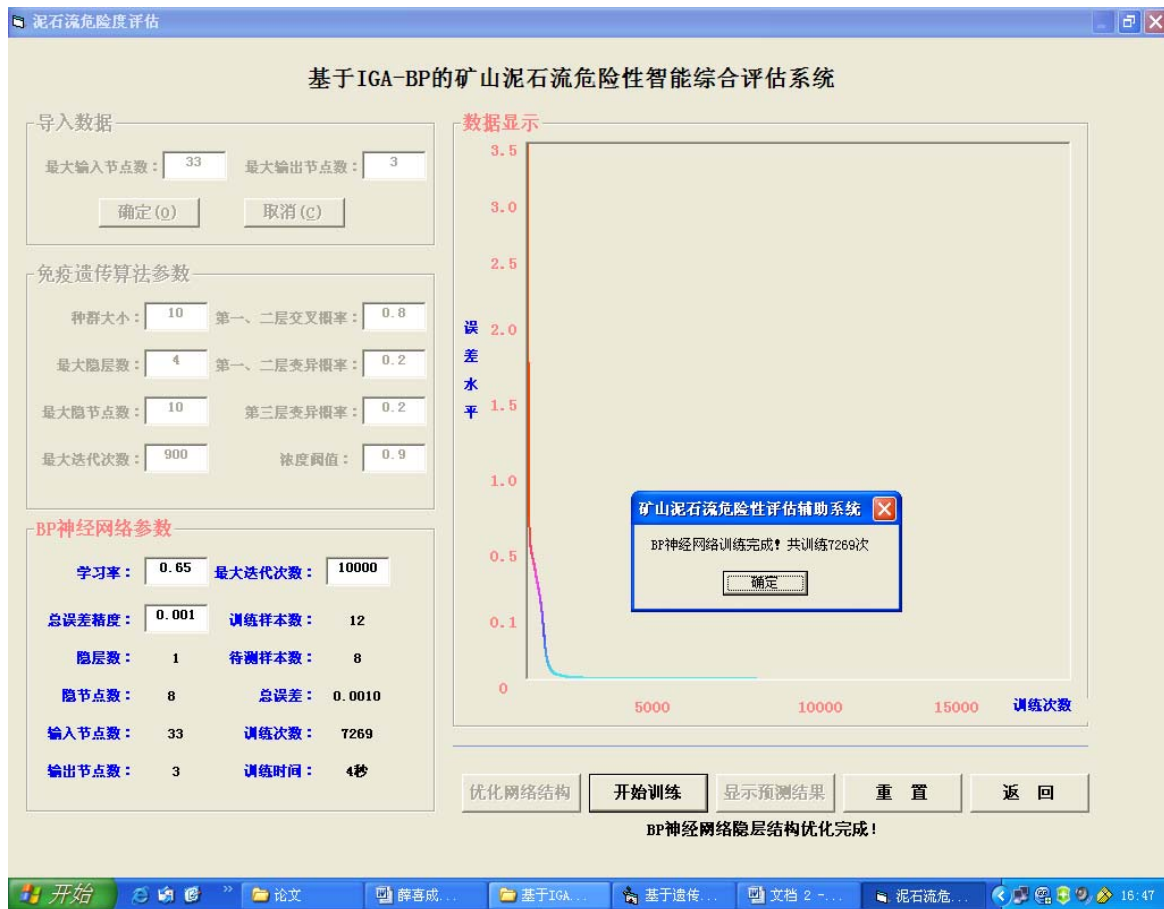 泥石流危险度评估
基于IGA-BP的矿山泥石流危险性智能综合评估系统
导入数据
最大输入节点数： 33 最大输出节点数： 3
确定(O) 取消(C)
免疫遗传算法参数
种群大小： 10 第一、二层交叉概率： 0.8
最大隐层数： 4 第一、二层变异概率： 0.2
最大隐节点数： 10 第三层变异概率： 0.2
最大迭代次数： 900 浓度阀值： 0.9
BP神经网络参数
学习率： 0.65 最大迭代次数： 10000
总误差精度： 0.001 训练样本数： 12
隐层数： 1 待测样本数： 8
隐节点数： 8 总误差： 0.0010
输入节点数： 33 训练次数： 7269
输出节点数： 3 训练时间： 4秒
数据显示
3.5
3.0
2.5
2.0
1.5
1.0
0.5
0.1
0
误差水平
5000 10000 15000 训练次数
矿山泥石流危险性评估辅助系统
BP神经网络训练完成！共训练7269次
确定
优化网络结构 开始训练 显示预测结果 重 置 返 回
BP神经网络隐层结构优化完成！
开始 » 论文 薛喜成... 基于IGA... 基于遗传... 文档 2 -... 泥石流危... 16:47